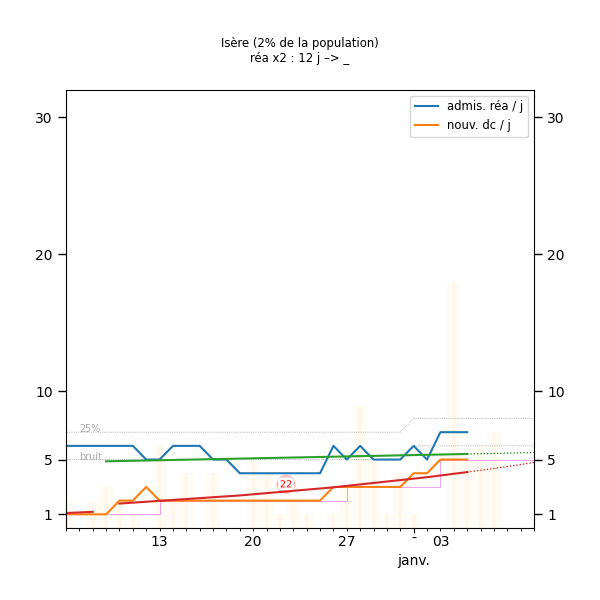 Isère (2% de la population)
réa x2 : 12 j –> _
admis. réa / j
nouv. dc / j
30
30
20
20
10
10
25%
bruit
5
5
22
1
1
13
20
27
-
03
janv.